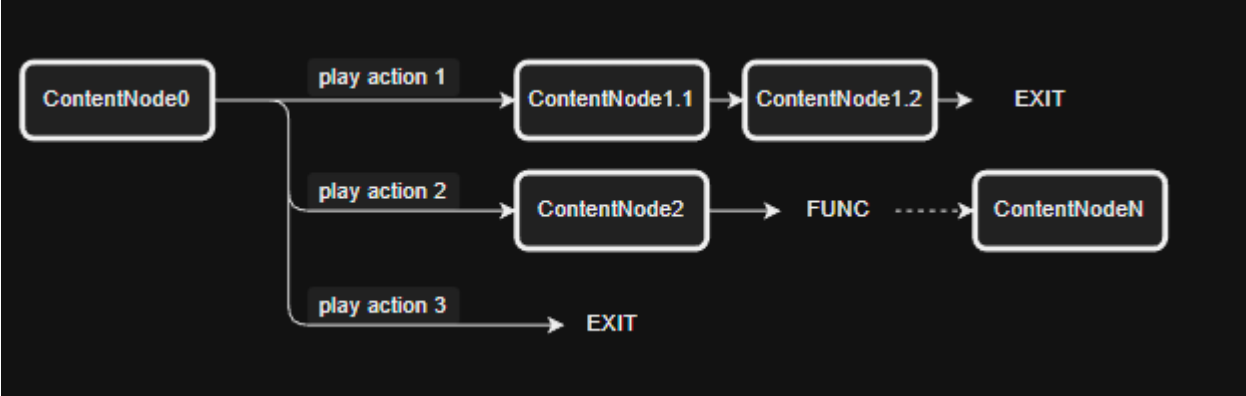 play action 1
ContentNode0
ContentNode1.1
ContentNode1.2
EXIT
play action 2
ContentNode2
FUNC
ContentNodeN
play action 3
EXIT